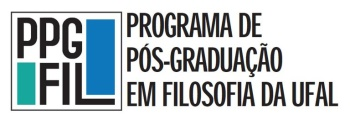 PPG
FIL
PROGRAMA DE
PÓS-GRADUAÇÃO
EM FILOSOFIA DA UFAL